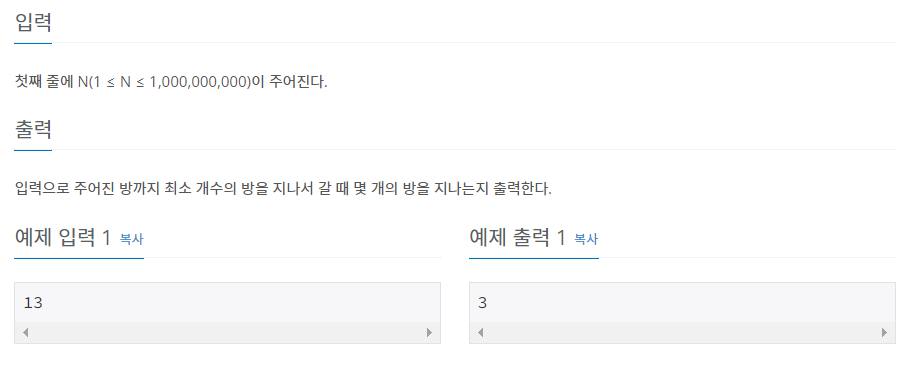 입력
첫째 줄에 N(1 ≤ N ≤ 1,000,000,000)이 주어진다.
출력
입력으로 주어진 방까지 최소 개수의 방을 지나서 갈 때 몇 개의 방을 지나는지 출력한다.
예제 입력 1 복사
13
예제 출력 1 복사
3